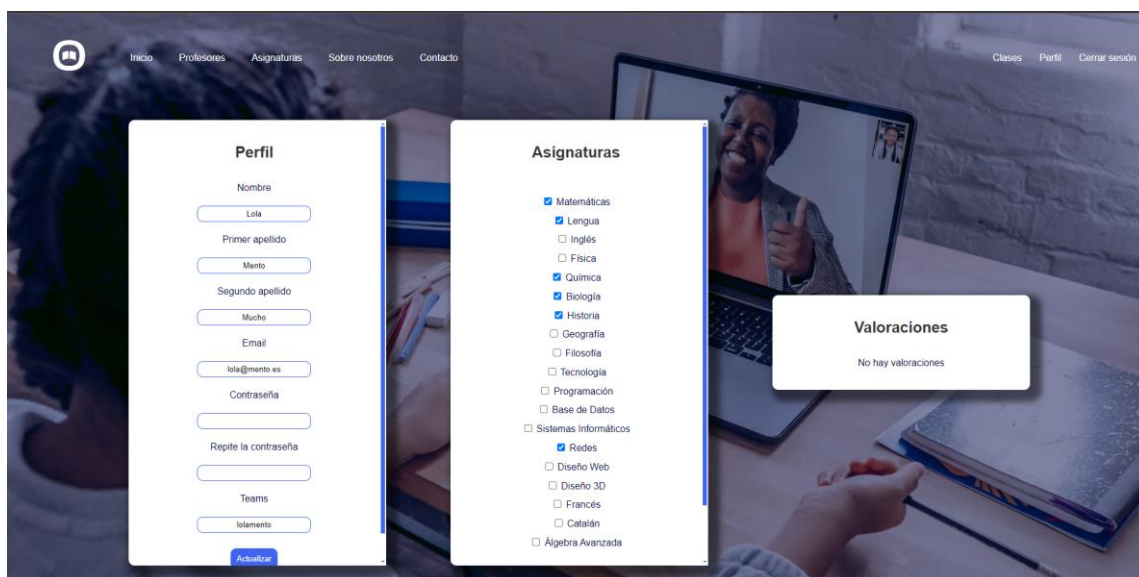 Inicio Profesores Asignaturas Sobre nosotros Contacto Clases Perfil Cerrar sesión
Perfil
Nombre
Lola
Primer apellido
Mento
Segundo apellido
Mucho
Email
lola@mento.es
Contraseña
Repite la contraseña
Teams
lolamento
Actualizar
Asignaturas
Matemáticas
Lengua
Inglés
Física
Química
Biología
Historia
Geografía
Filosofía
Tecnología
Programación
Base de Datos
Sistemas Informáticos
Redes
Diseño Web
Diseño 3D
Francés
Catalán
Álgebra Avanzada
Valoraciones
No hay valoraciones